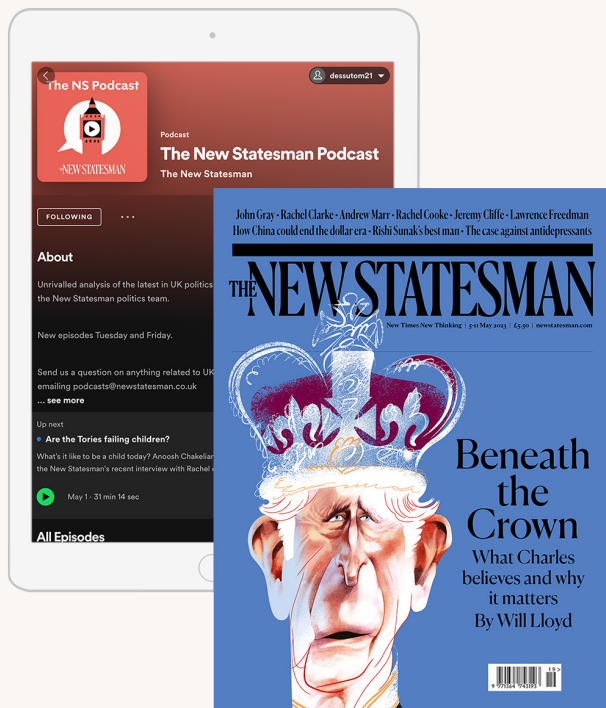 The NS Podcast
THE NEW STATESMAN
dessutom21
Podcast
The New Statesman Podcast
The New Statesman
FOLLOWING
About
Unrivalled analysis of the latest in UK politics
the New Statesman politics team.
New episodes Tuesday and Friday.
Send us a question on anything related to UK
emailing podcasts@newstatesman.co.uk
... see more
Up next
Are the Tories failing children?
What's it like to be a child today? Anoosh Chakelian
the New Statesman's recent interview with Rachel
May 1 · 31 min 14 sec
All Episodes
John Gray · Rachel Clarke · Andrew Marr · Rachel Cooke · Jeremy Cliffe · Lawrence Freedman
How China could end the dollar era · Rishi Sunak's best man · The case against antidepressants
THE NEW STATESMAN
New Times New Thinking | 5-11 May 2023 | £5.50 | newstatesman.com
Beneath
the
Crown
What Charles
believes and why
it matters
By Will Lloyd
19 >
9 771364 743193